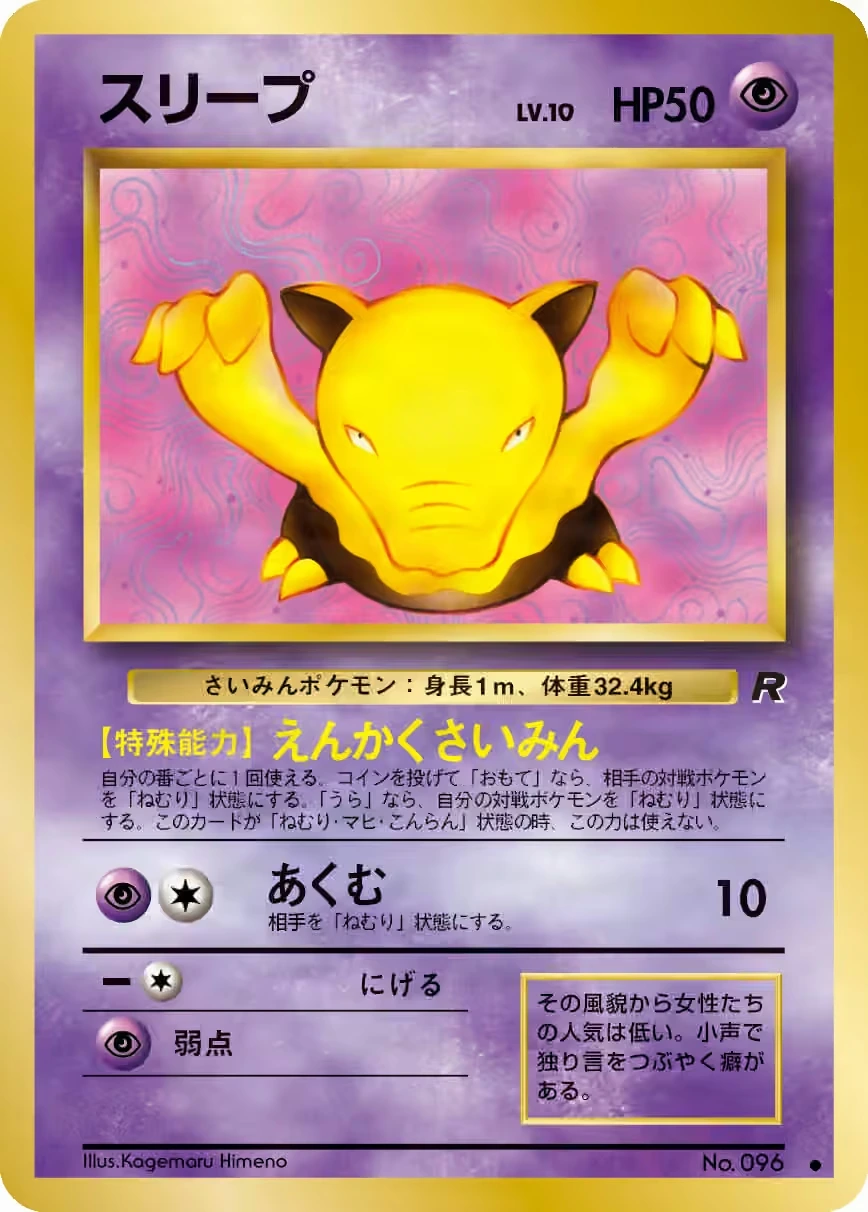 スリープ
LV.10 HP50
さいみんポケモン：身長1m、体重32.4kg
R
【特殊能力】えんかくさいみん
自分の番ごとに1回使える。コインを投げて「おもて」なら、相手の対戦ポケモン
を「ねむり」状態にする。「うら」なら、自分の対戦ポケモンを「ねむり」状態に
する。このカードが「ねむり・マヒ・こんらん」状態の時、この力は使えない。
あくむ 10
相手を「ねむり」状態にする。
にげる
弱点
その風貌から女性たち
の人気は低い。小声で
独り言をつぶやく癖が
ある。
Illus.Kagemaru Himeno
No.096